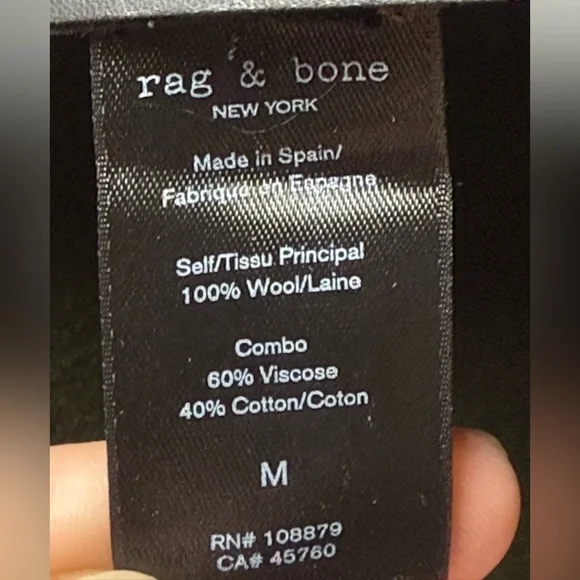 rag & bone
NEW YORK
Made in Spain/
Fabriqué en Espagne
Self/Tissu Principal
100% Wool/Laine
Combo
60% Viscose
40% Cotton/Coton
M
RN# 108879
CA# 45760